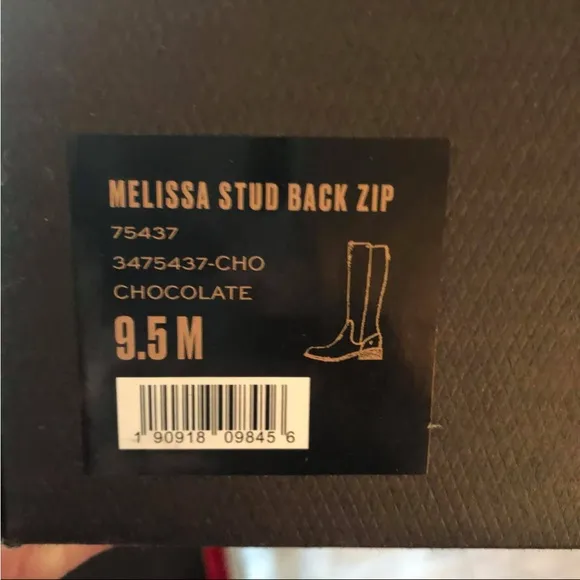 MELISSA STUD BACK ZIP
75437
3475437-CHO
CHOCOLATE
9.5 M
1 90918 09845 6